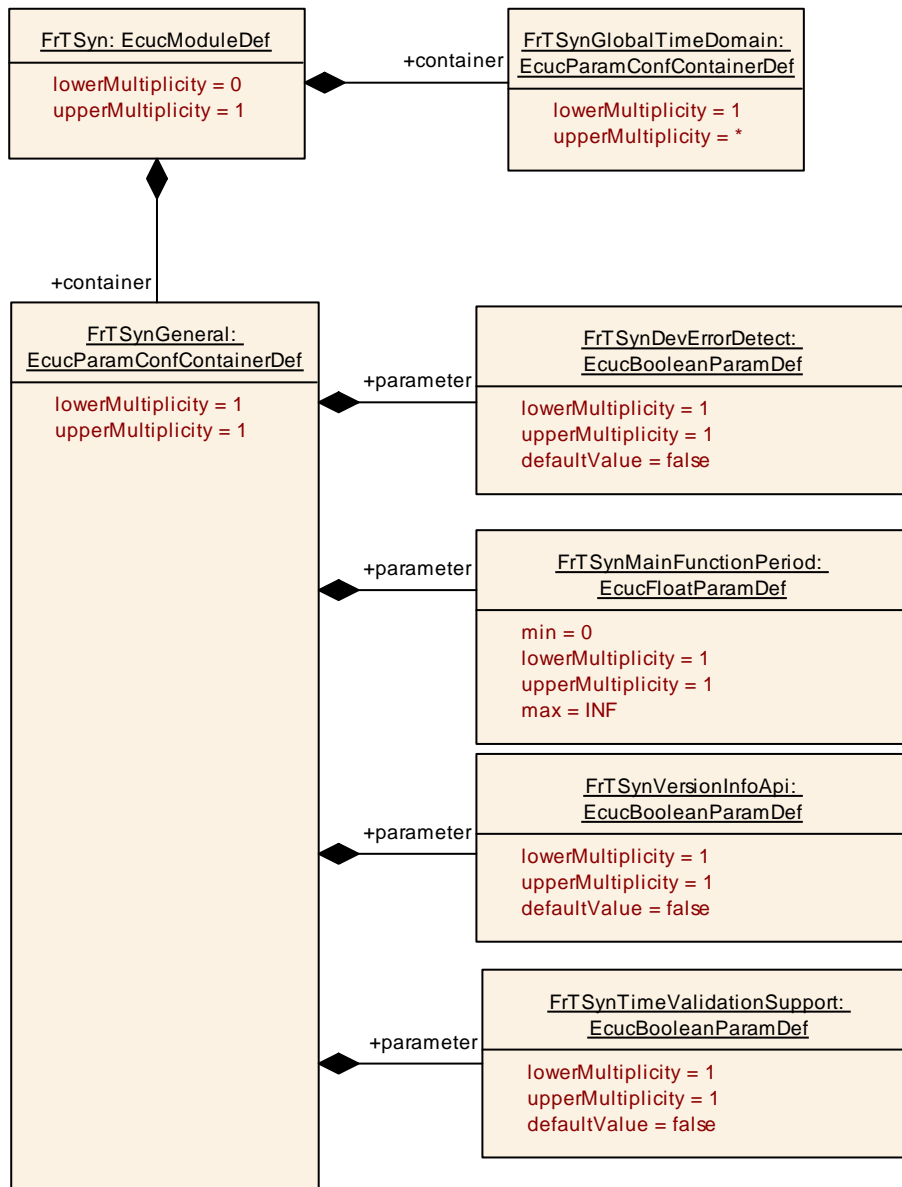 FrTSyn: EcucModuleDef
lowerMultiplicity = 0
upperMultiplicity = 1
+container
FrTSynGlobalTimeDomain:
EcucParamConfContainerDef
lowerMultiplicity = 1
upperMultiplicity = *
+container
FrTSynGeneral:
EcucParamConfContainerDef
lowerMultiplicity = 1
upperMultiplicity = 1
+parameter
FrTSynDevErrorDetect:
EcucBooleanParamDef
lowerMultiplicity = 1
upperMultiplicity = 1
defaultValue = false
+parameter
FrTSynMainFunctionPeriod:
EcucFloatParamDef
min = 0
lowerMultiplicity = 1
upperMultiplicity = 1
max = INF
+parameter
FrTSynVersionInfoApi:
EcucBooleanParamDef
lowerMultiplicity = 1
upperMultiplicity = 1
defaultValue = false
+parameter
FrTSynTimeValidationSupport:
EcucBooleanParamDef
lowerMultiplicity = 1
upperMultiplicity = 1
defaultValue = false